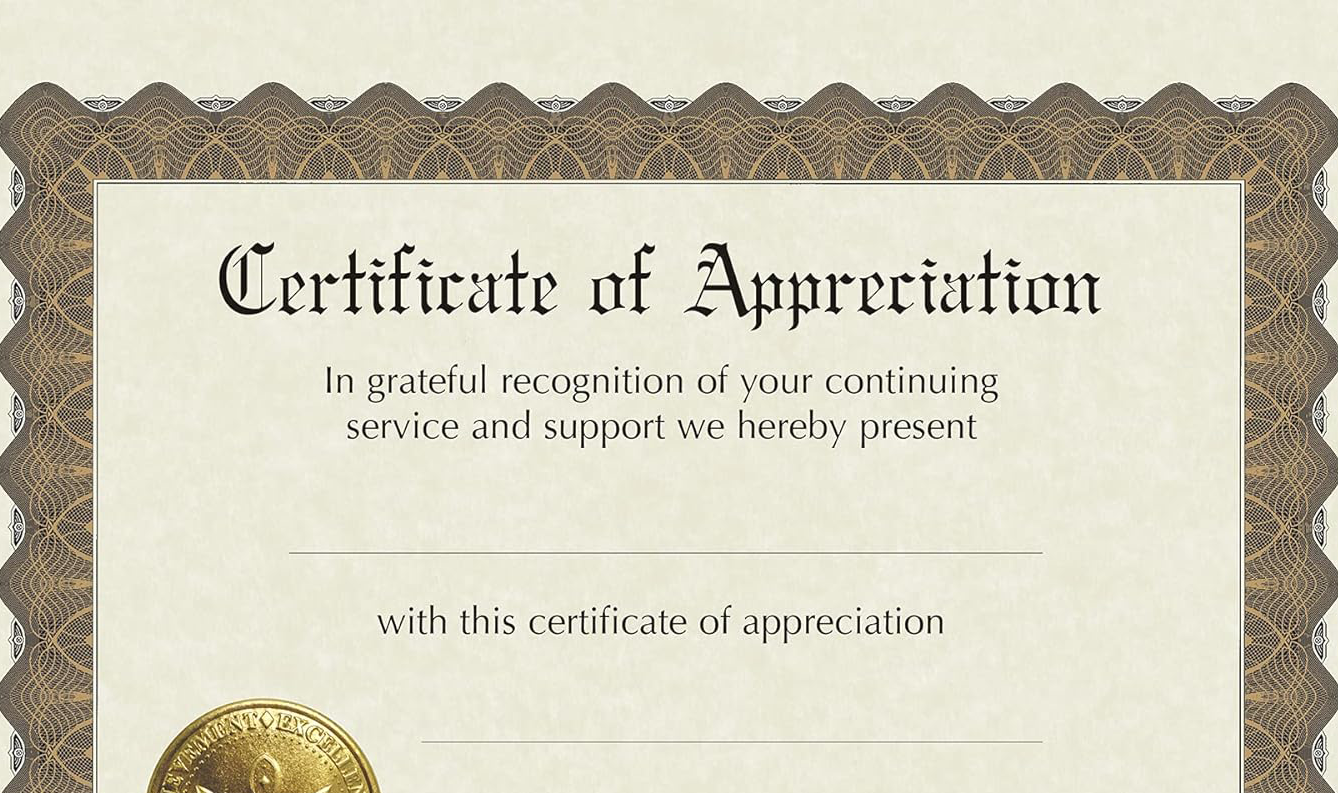 Certificate of Appreciation
In grateful recognition of your continuing
service and support we hereby present
with this certificate of appreciation
EXCELLEN